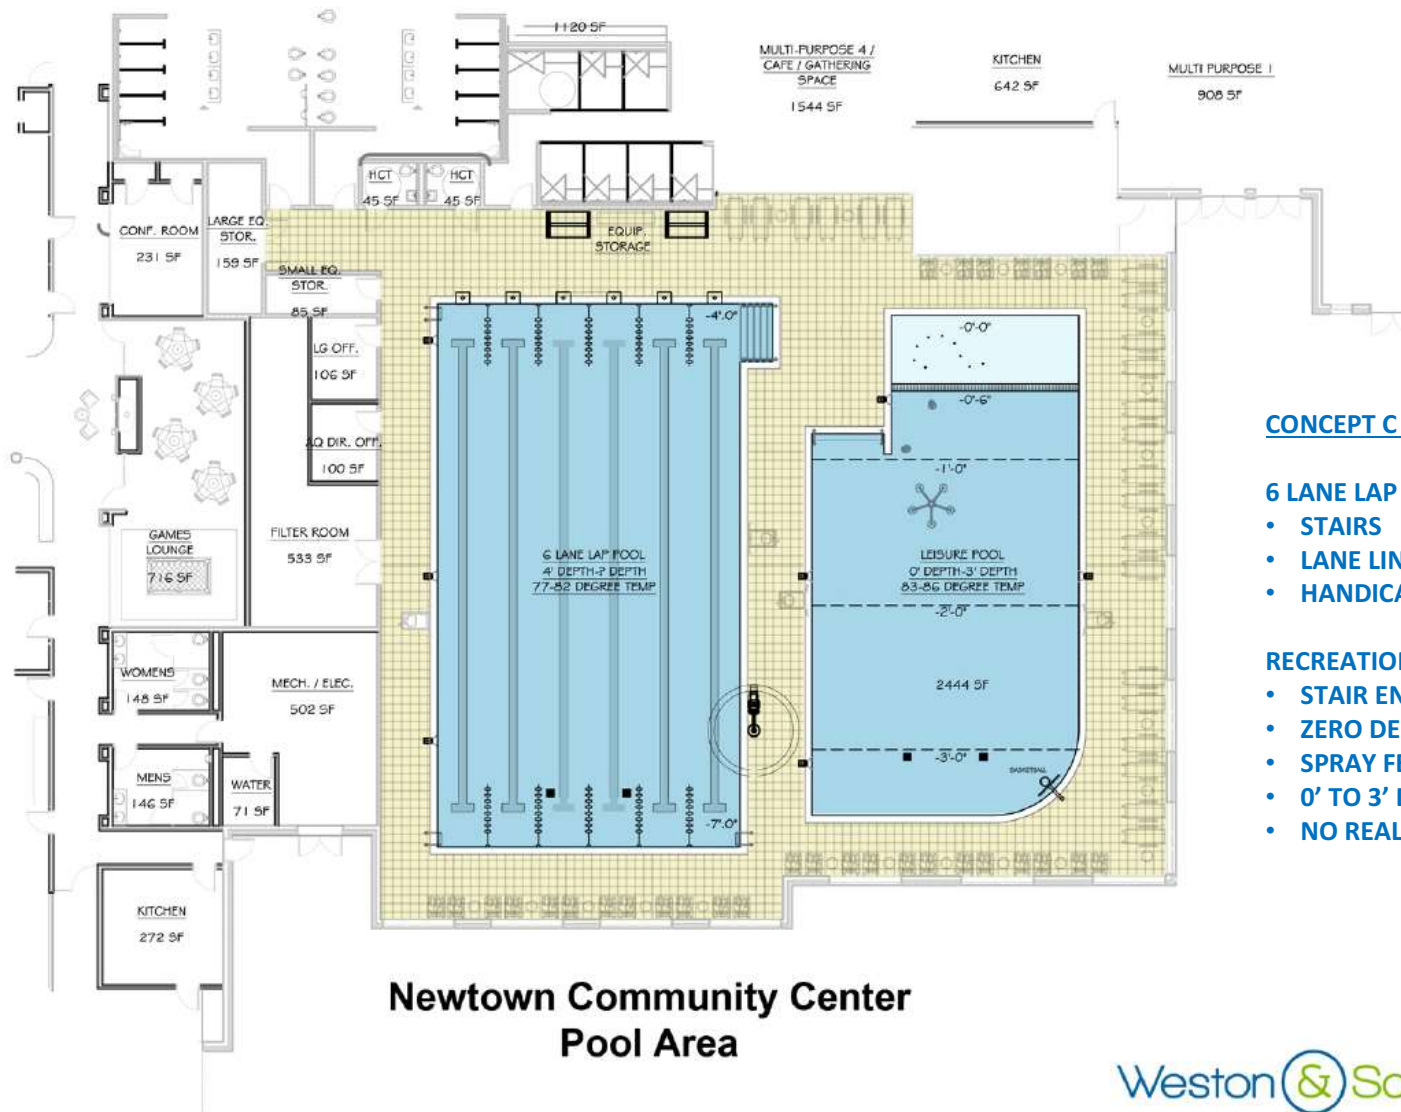 1120 SF
MULTI-PURPOSE 4 /
CAFE / GATHERING
SPACE
1544 SF
KITCHEN
642 SF
MULTI PURPOSE 1
908 SF
HCT
45 SF
HCT
45 SF
CONF. ROOM
231 SF
LARGE EQ.
STOR.
159 SF
EQUIP.
STORAGE
SMALL EQ.
STOR.
85 SF
-4'.0"
-0'-0"
LG OFF.
106 SF
-0'-6"
AQ DIR. OFF.
100 SF
-1'-0"
GAMES
LOUNGE
716 SF
FILTER ROOM
533 SF
6 LANE LAP POOL
4' DEPTH-? DEPTH
77-82 DEGREE TEMP
LEISURE POOL
0' DEPTH-3' DEPTH
83-86 DEGREE TEMP
-2'-0"
2444 SF
WOMENS
148 SF
MECH. / ELEC.
502 SF
-3'-0"
BASKETBALL
MENS
146 SF
WATER
71 SF
-7'.0"
KITCHEN
272 SF
CONCEPT C
6 LANE LAP
• STAIRS
• LANE LIN
• HANDICA
RECREATION
• STAIR EN
• ZERO DE
• SPRAY FE
• 0' TO 3'
• NO REAL
Newtown Community Center
Pool Area
Weston & Sa